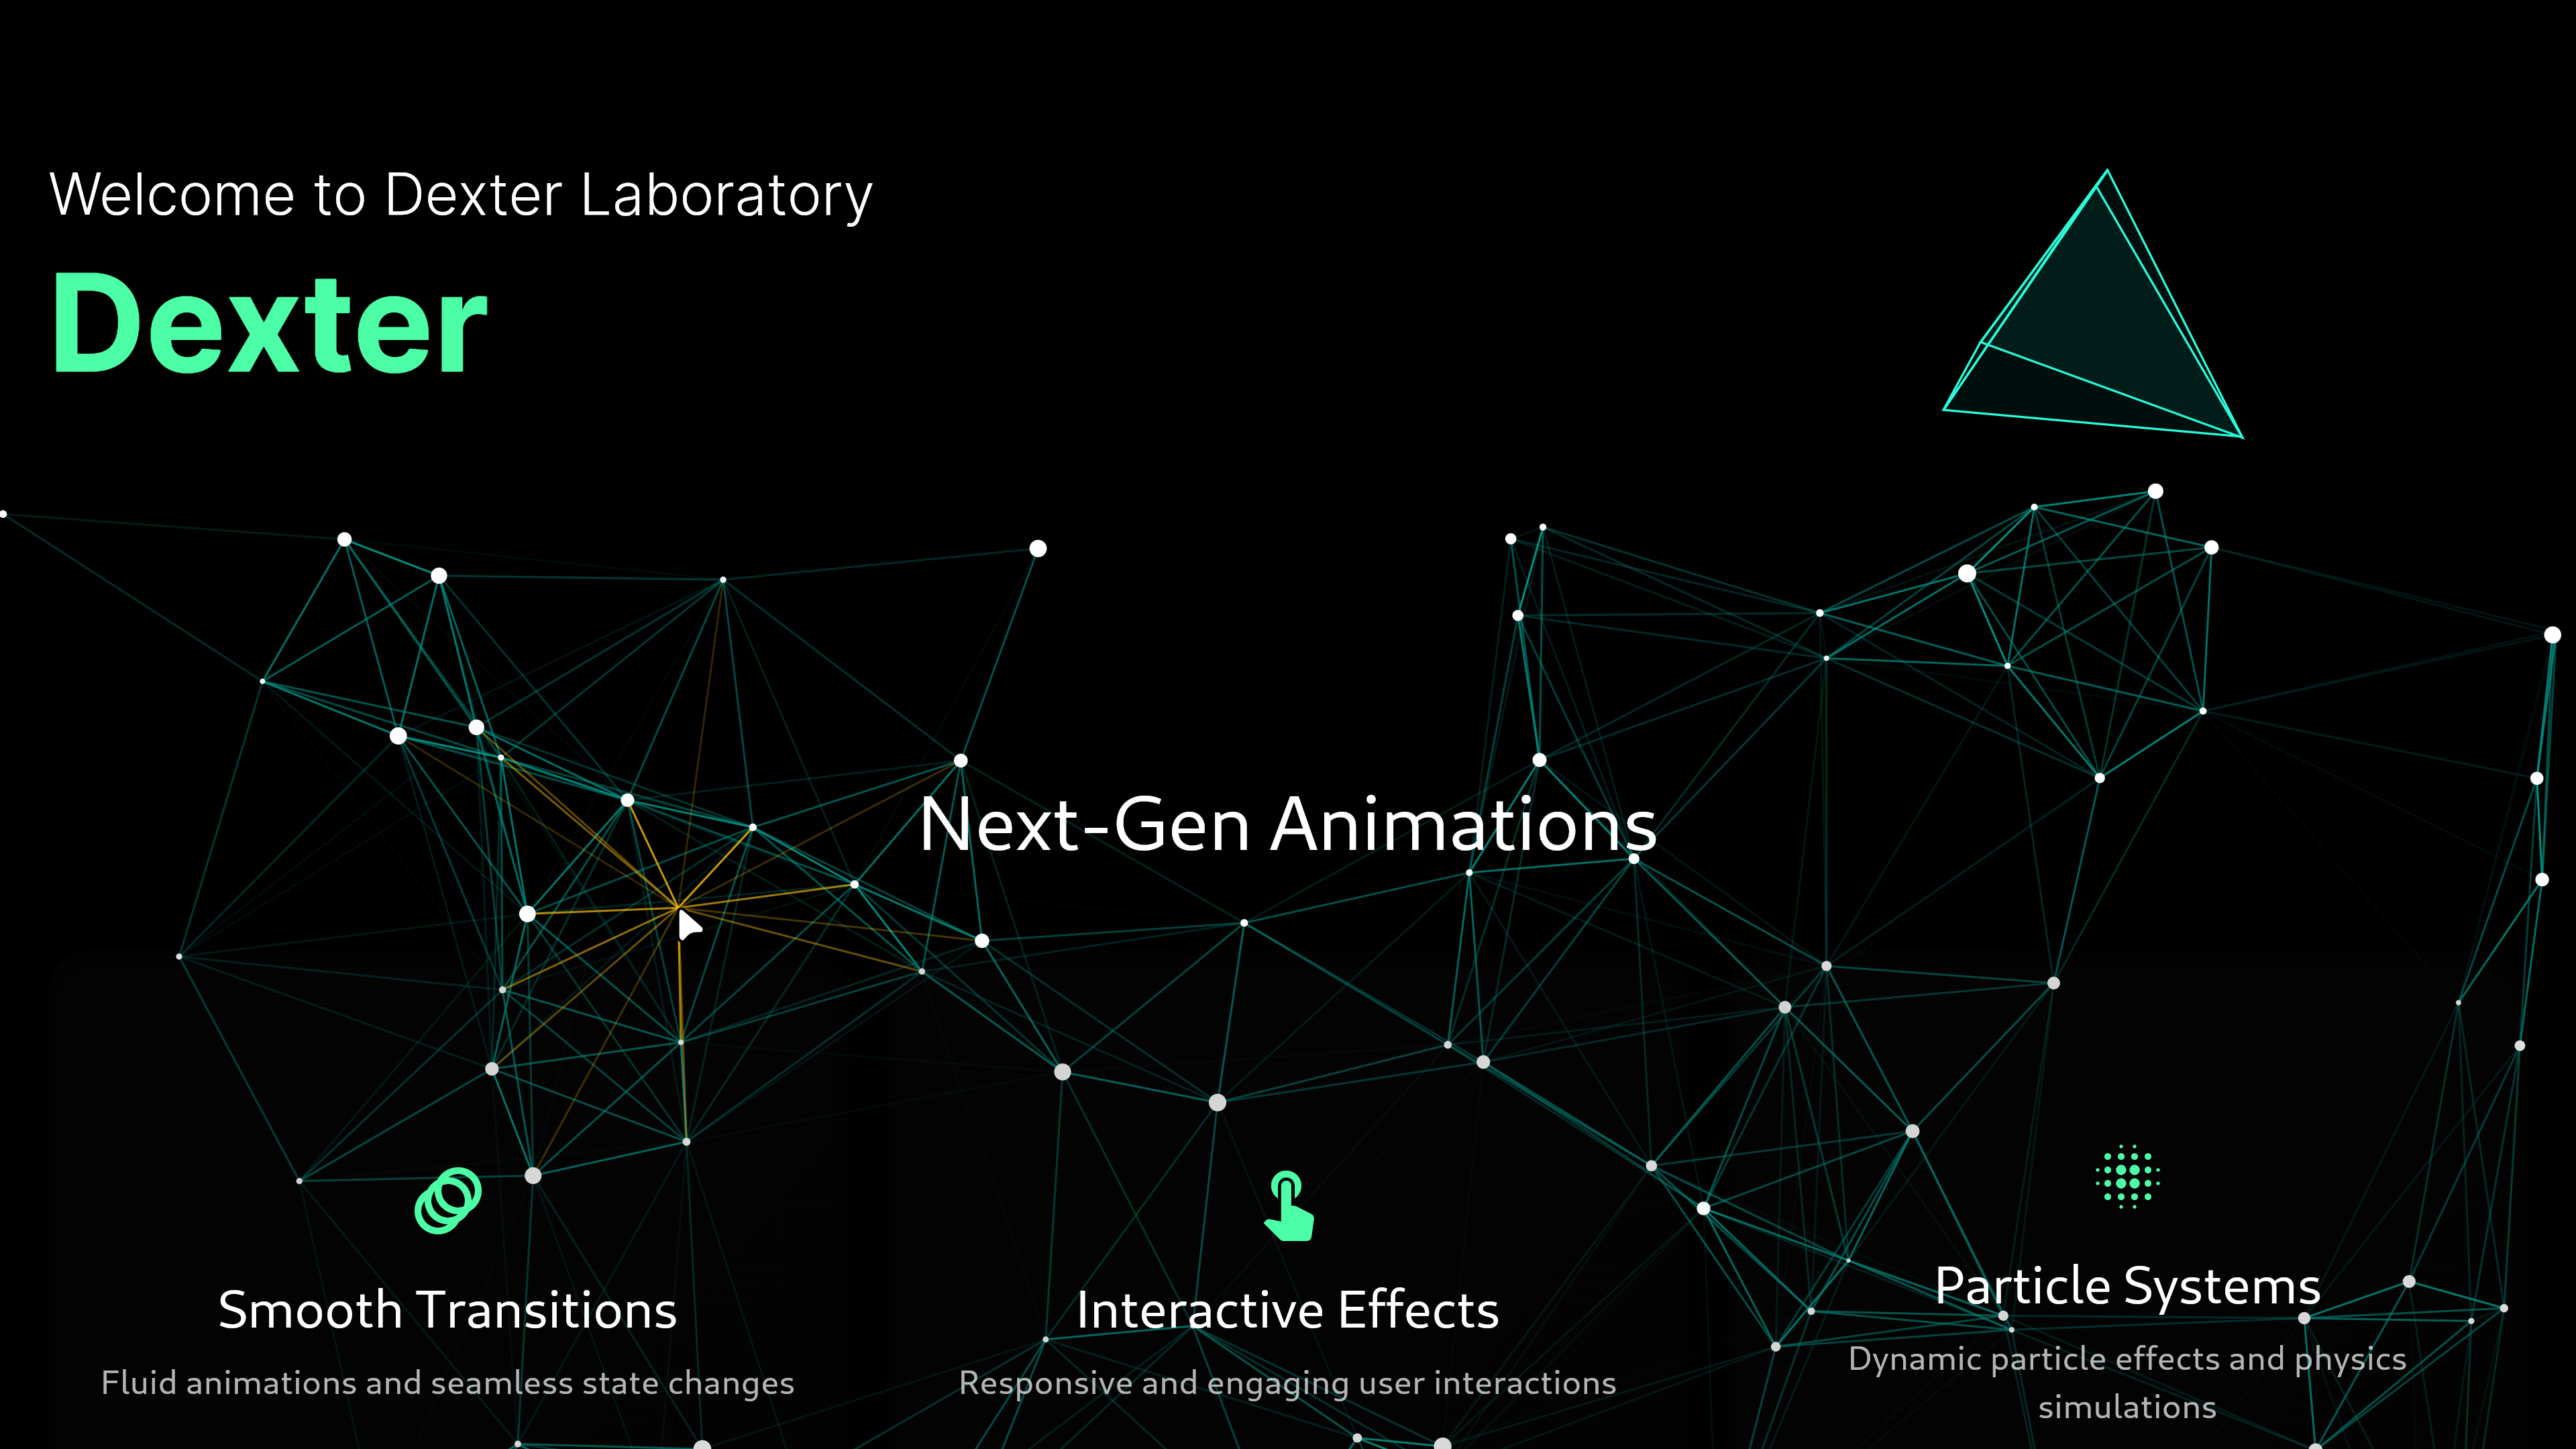 Welcome to Dexter Laboratory
Dexter
Next-Gen Animations
Smooth Transitions
Fluid animations and seamless state changes
Interactive Effects
Responsive and engaging user interactions
Particle Systems
Dynamic particle effects and physics
simulations